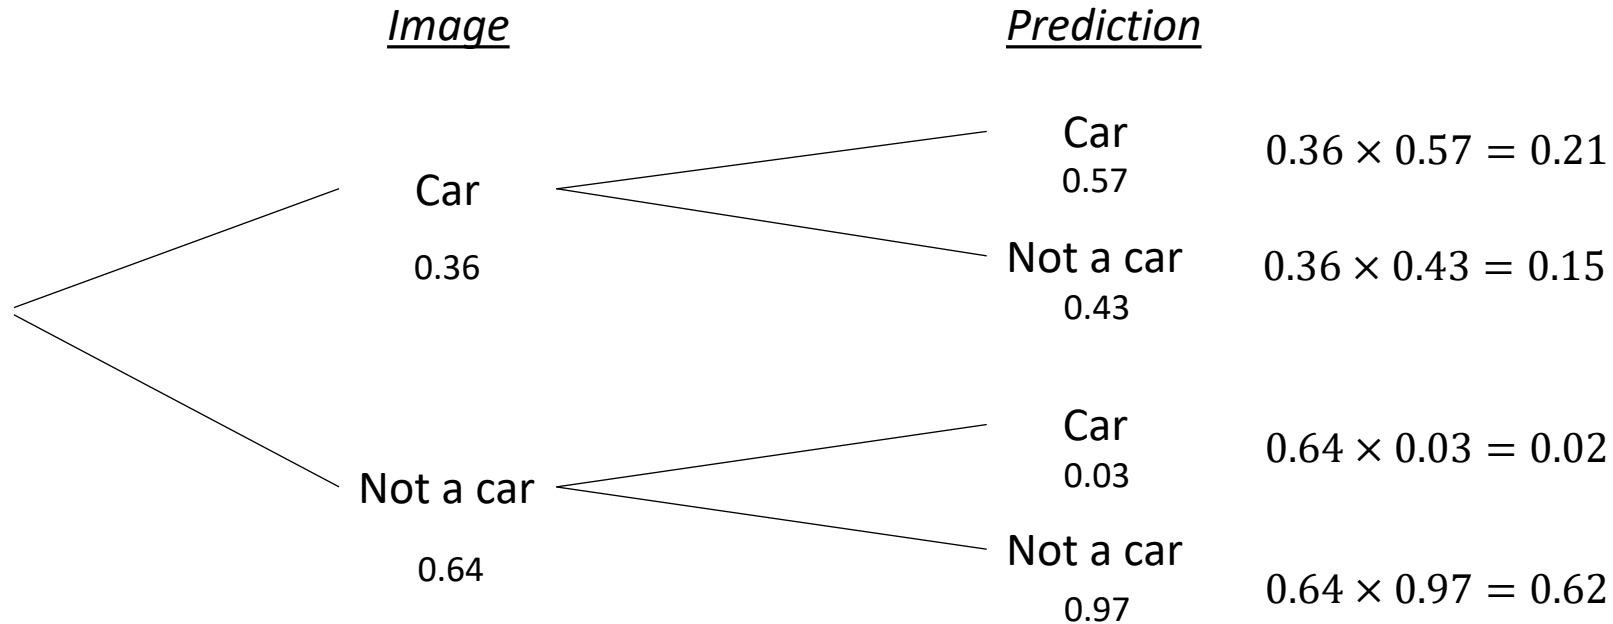 Image
Prediction
Car
0.36
Car
0.57
0.36 × 0.57 = 0.21
Not a car
0.43
0.36 × 0.43 = 0.15
Not a car
0.64
Car
0.03
0.64 × 0.03 = 0.02
Not a car
0.97
0.64 × 0.97 = 0.62